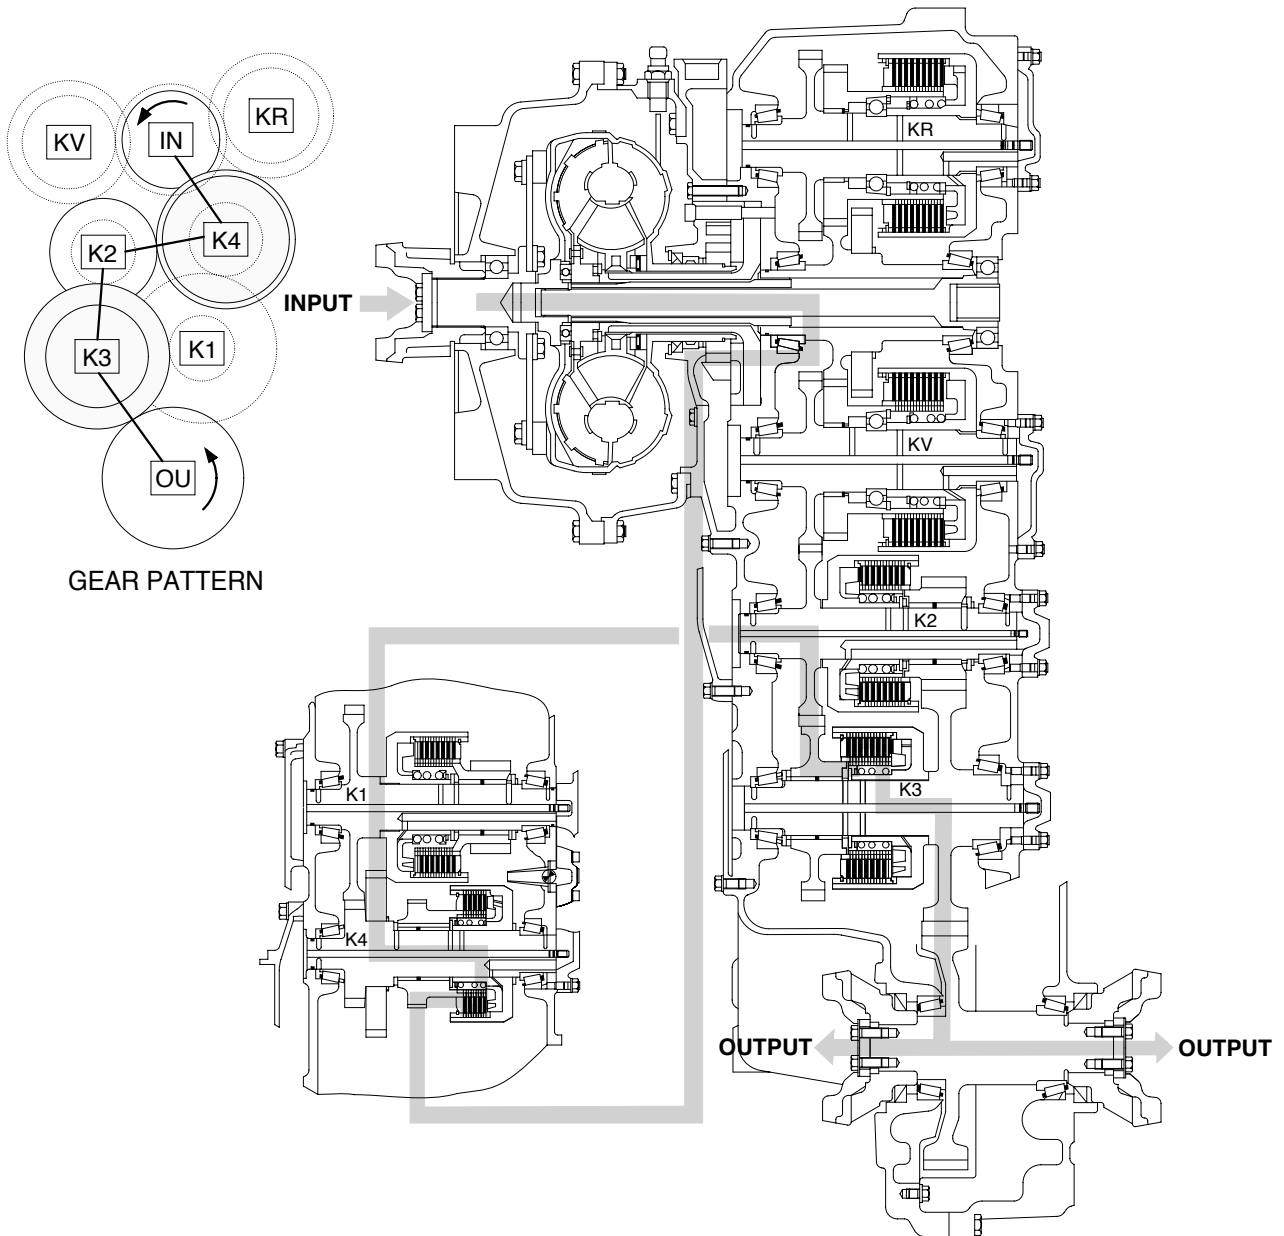 KR
IN
KV
K4
K2
K1
K3
OU
GEAR PATTERN
INPUT
KR
KV
K2
K3
K1
K4
OUTPUT
OUTPUT